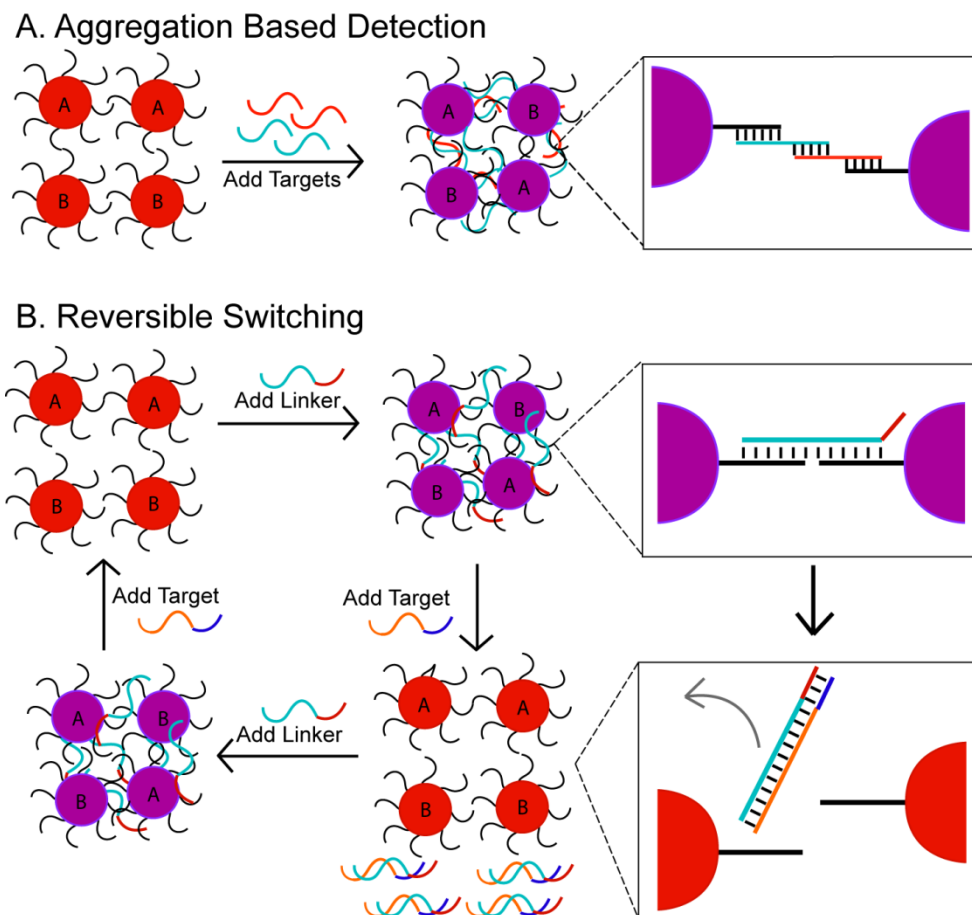 A. Aggregation Based Detection
A A A B
Add Targets
B B B A
B. Reversible Switching
Add Linker
A A A B
B B B A
Add Target Add Target
A B A A
Add Linker
B A B B